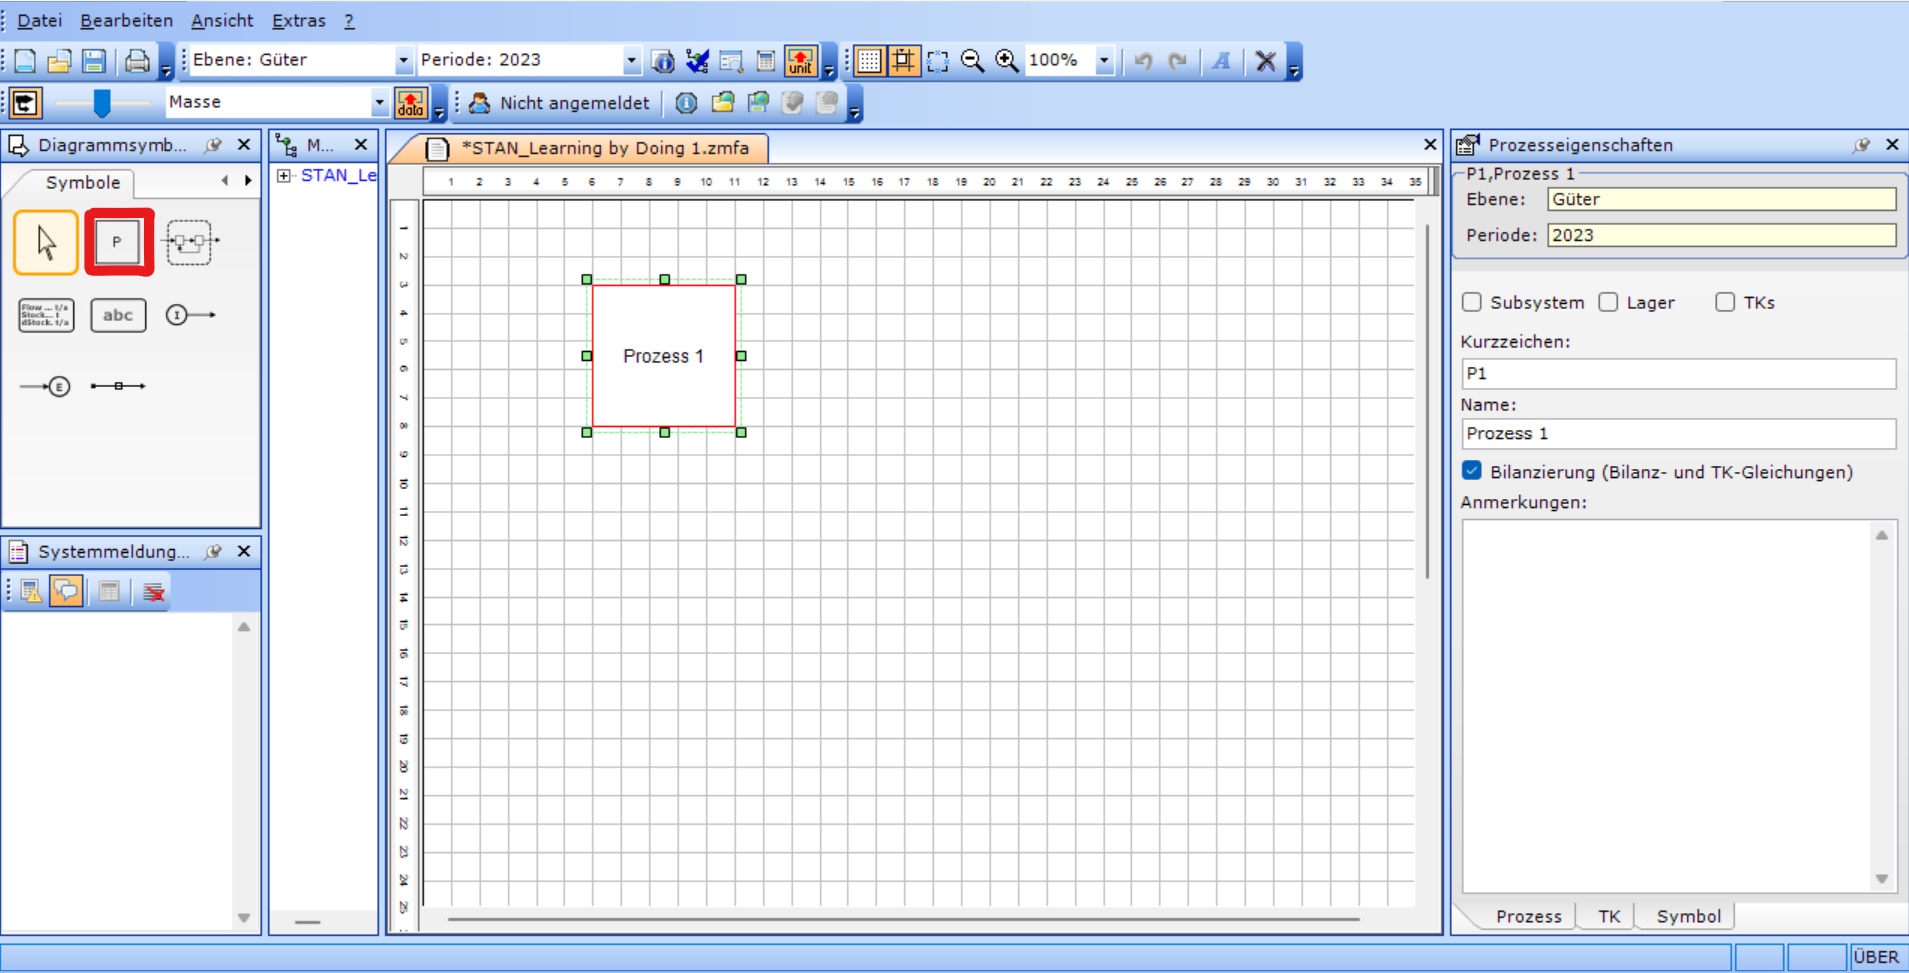 Datei Bearbeiten Ansicht Extras ?
Ebene: Güter Periode: 2023 unit 100% A
Masse data Nicht angemeldet
Diagrammsymb... M... *STAN_Learning by Doing 1.zmfa Prozesseigenschaften
Symbole
STAN_Le
1 2 3 4 5 6 7 8 9 10 11 12 13 14 15 16 17 18 19 20 21 22 23 24 25 26 27 28 29 30 31 32 33 34 35
P
Flow ... t/a
Stock... t
dStock. t/a
abc
I
E
1
2
3
4
5
6
7
8
9
10
11
12
13
14
15
16
17
18
19
20
21
22
23
24
25
Prozess 1
Systemmeldung...
P1,Prozess 1
Ebene: Güter
Periode: 2023
Subsystem Lager TKs
Kurzzeichen:
P1
Name:
Prozess 1
Bilanzierung (Bilanz- und TK-Gleichungen)
Anmerkungen:
Prozess TK Symbol
ÜBER